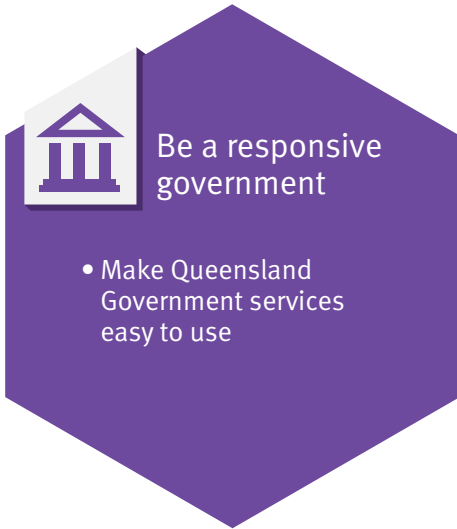 Be a responsive
government
• Make Queensland
Government services
easy to use